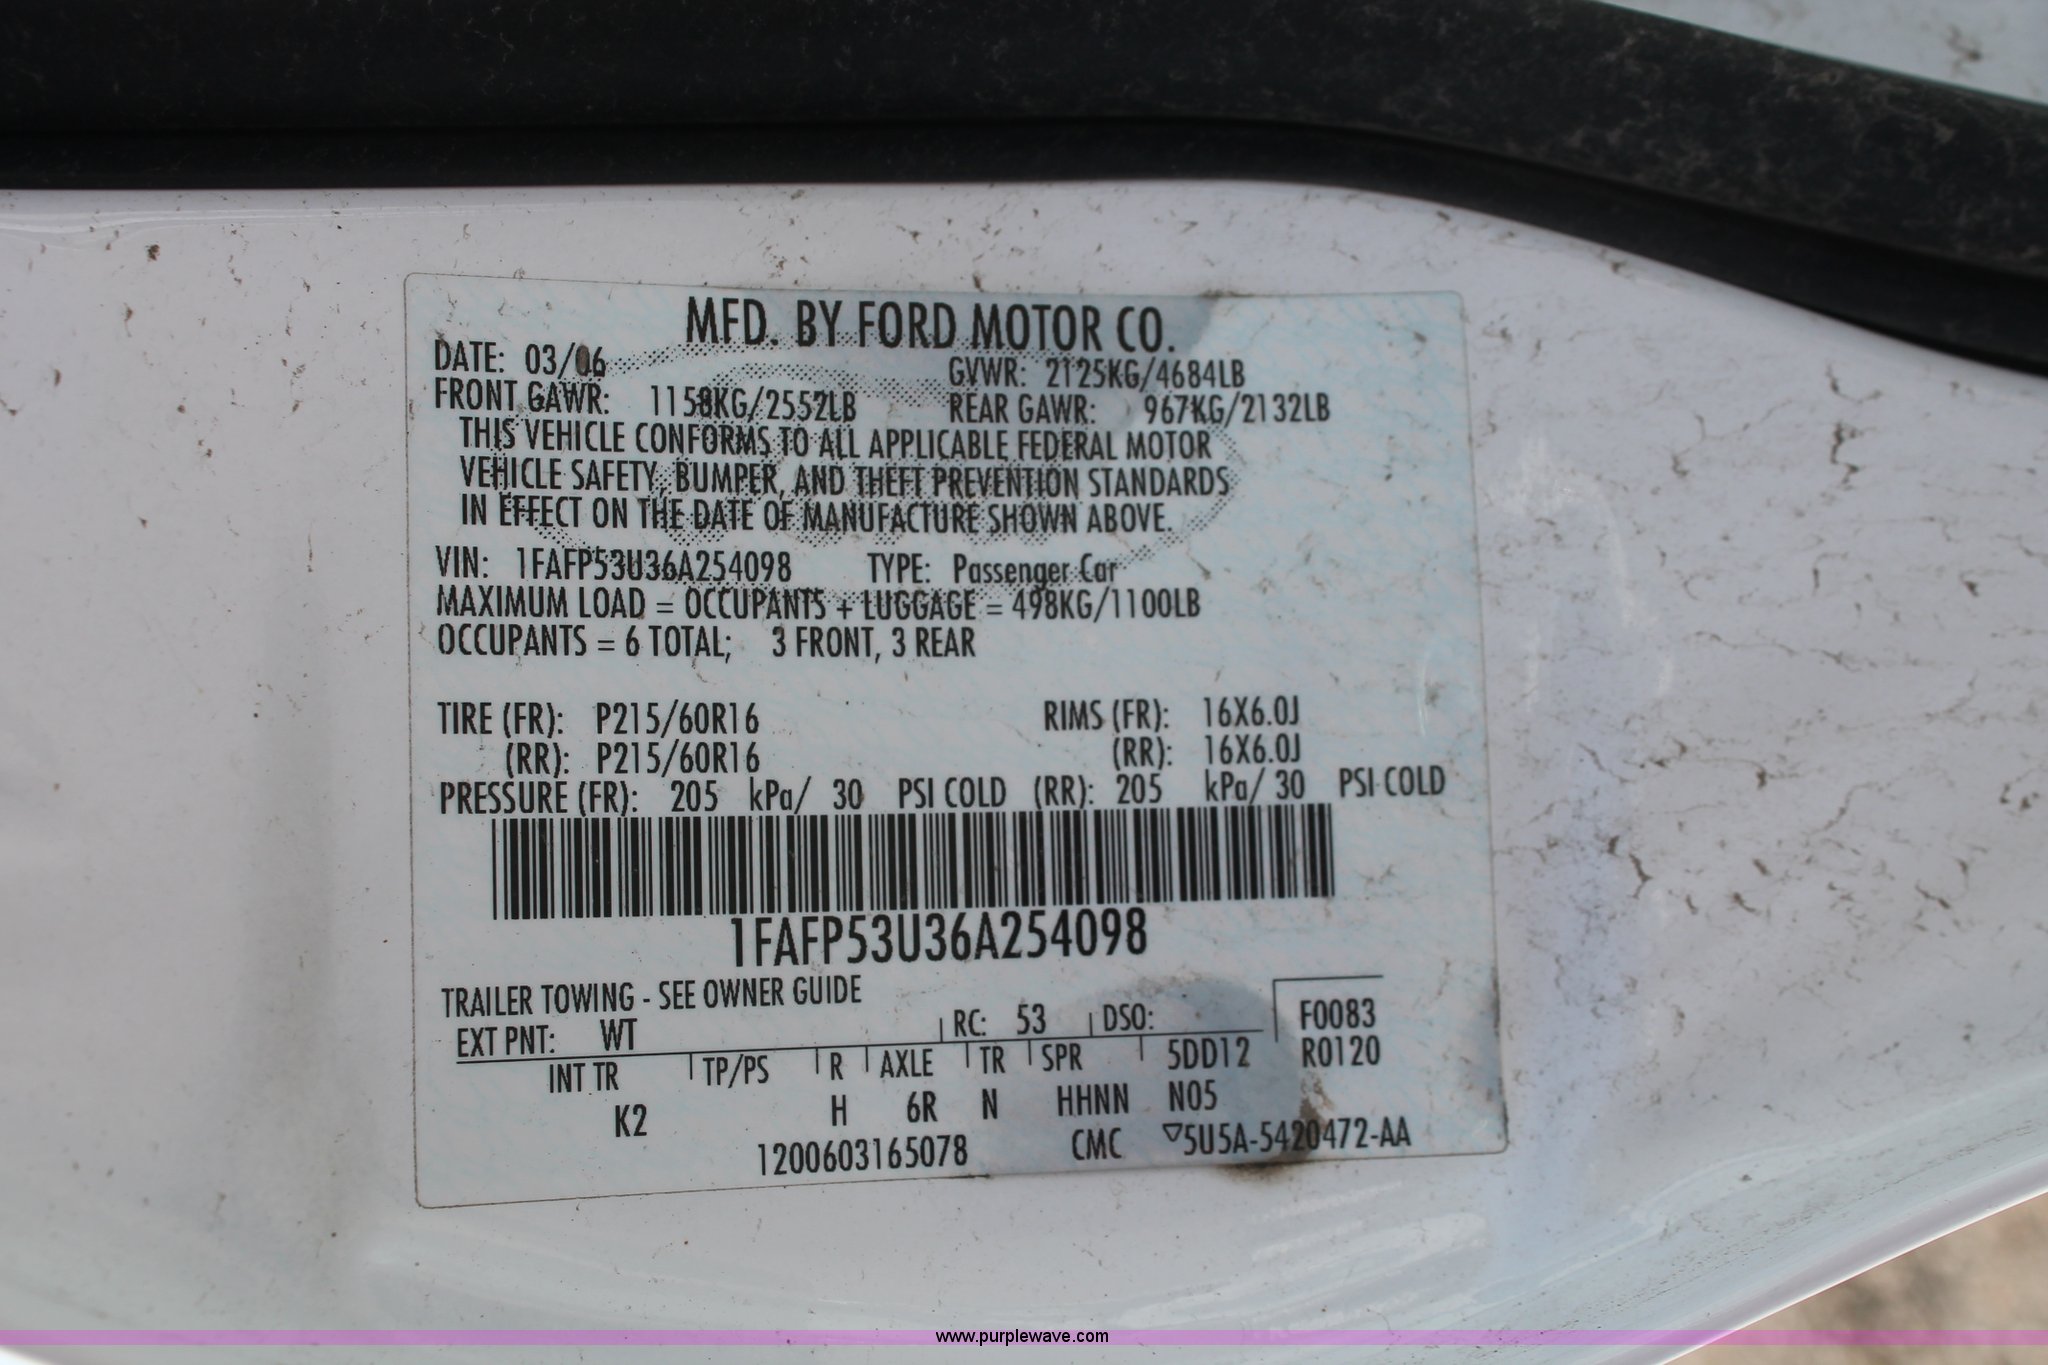 MFD. BY FORD MOTOR CO.
DATE: 03/06 GVWR: 2125KG/4684LB
FRONT GAWR: 1158KG/2552LB REAR GAWR: 967KG/2132LB
THIS VEHICLE CONFORMS TO ALL APPLICABLE FEDERAL MOTOR
VEHICLE SAFETY, BUMPER, AND THEFT PREVENTION STANDARDS
IN EFFECT ON THE DATE OF MANUFACTURE SHOWN ABOVE.
VIN: 1FAFP53U36A254098 TYPE: Passenger Car
MAXIMUM LOAD = OCCUPANTS + LUGGAGE = 498KG/1100LB
OCCUPANTS = 6 TOTAL; 3 FRONT, 3 REAR
TIRE (FR): P215/60R16 RIMS (FR): 16X6.0J
(RR): P215/60R16 (RR): 16X6.0J
PRESSURE (FR): 205 kPa/ 30 PSI COLD (RR): 205 kPa/ 30 PSI COLD
1FAFP53U36A254098
TRAILER TOWING - SEE OWNER GUIDE
EXT PNT: WT RC: 53 DSO: F0083
INT TR TP/PS R AXLE TR SPR 5DD12 R0120
K2 H 6R N HHNN N05
1200603165078 CMC ▽5U5A-5420472-AA
www.purplewave.com